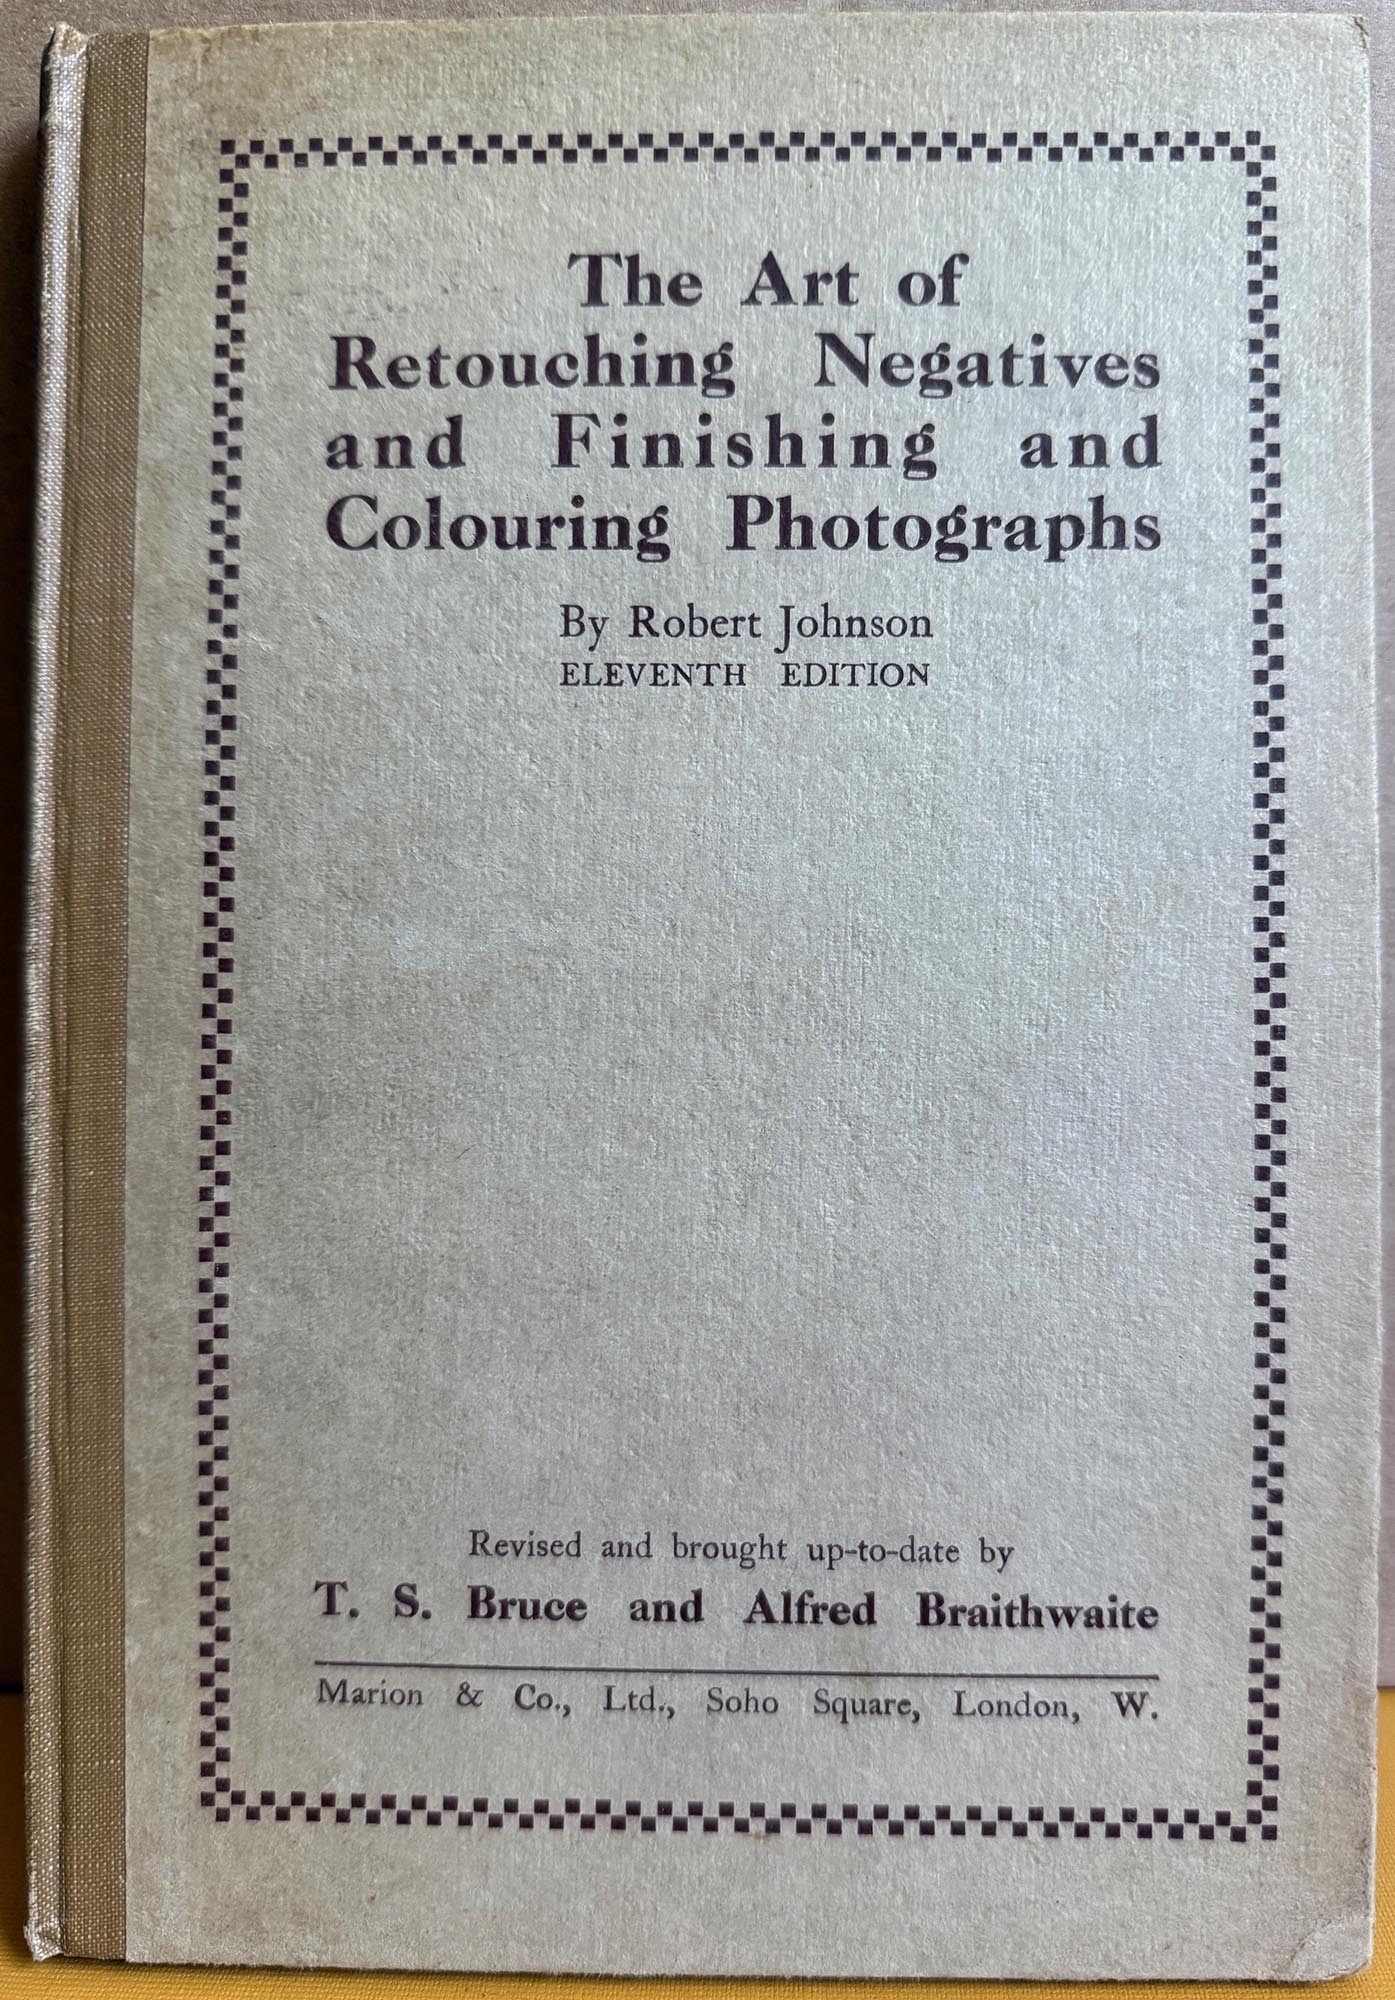 The Art of
Retouching Negatives
and Finishing and
Colouring Photographs
By Robert Johnson
ELEVENTH EDITION
Revised and brought up-to-date by
T. S. Bruce and Alfred Braithwaite
Marion & Co., Ltd., Soho Square, London, W.